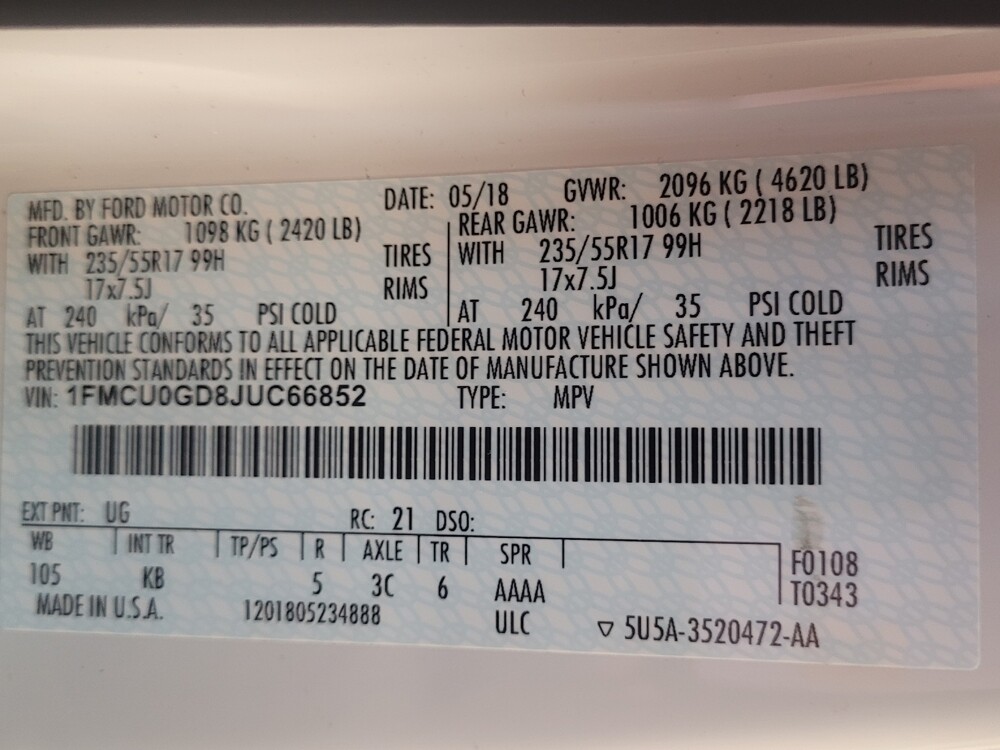 MFD. BY FORD MOTOR CO. DATE: 05/18 GVWR: 2096 KG ( 4620 LB)
FRONT GAWR: 1098 KG ( 2420 LB) REAR GAWR: 1006 KG ( 2218 LB)
WITH 235/55R17 99H TIRES WITH 235/55R17 99H TIRES
17x7.5J RIMS 17x7.5J RIMS
AT 240 kPa/ 35 PSI COLD AT 240 kPa/ 35 PSI COLD
THIS VEHICLE CONFORMS TO ALL APPLICABLE FEDERAL MOTOR VEHICLE SAFETY AND THEFT
PREVENTION STANDARDS IN EFFECT ON THE DATE OF MANUFACTURE SHOWN ABOVE.
VIN: 1FMCU0GD8JUC66852 TYPE: MPV
EXT PNT: UG RC: 21 DSO:
WB INT TR TP/PS R AXLE TR SPR F0108
105 KB 5 3C 6 AAAA T0343
MADE IN U.S.A. 1201805234888 ULC ▽ 5U5A-3520472-AA